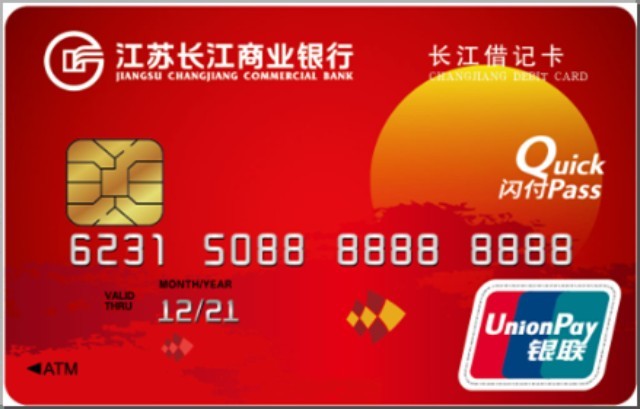 江苏长江商业银行
JIANGSU CHANGJIANG COMMERCIAL BANK
长江借记卡
CHANGJIANG DEBIT CARD
Quick
闪付Pass
6231 5088 8888 8888
MONTH/YEAR
VALID
THRU
12/21
UnionPay
银联
◀ATM